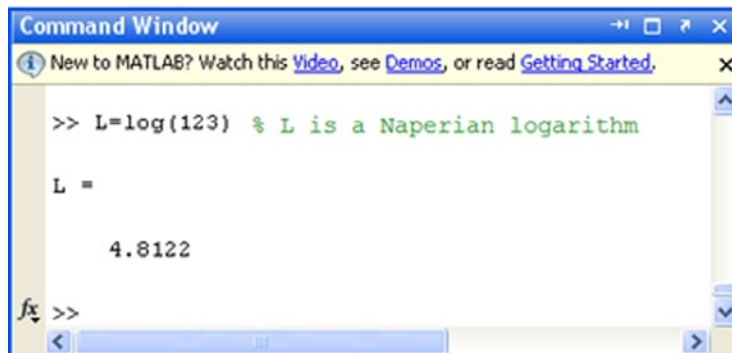 Command Window
New to MATLAB? Watch this Video, see Demos, or read Getting Started.
>> L=log(123) % L is a Naperian logarithm
L =
4.8122
fx >>